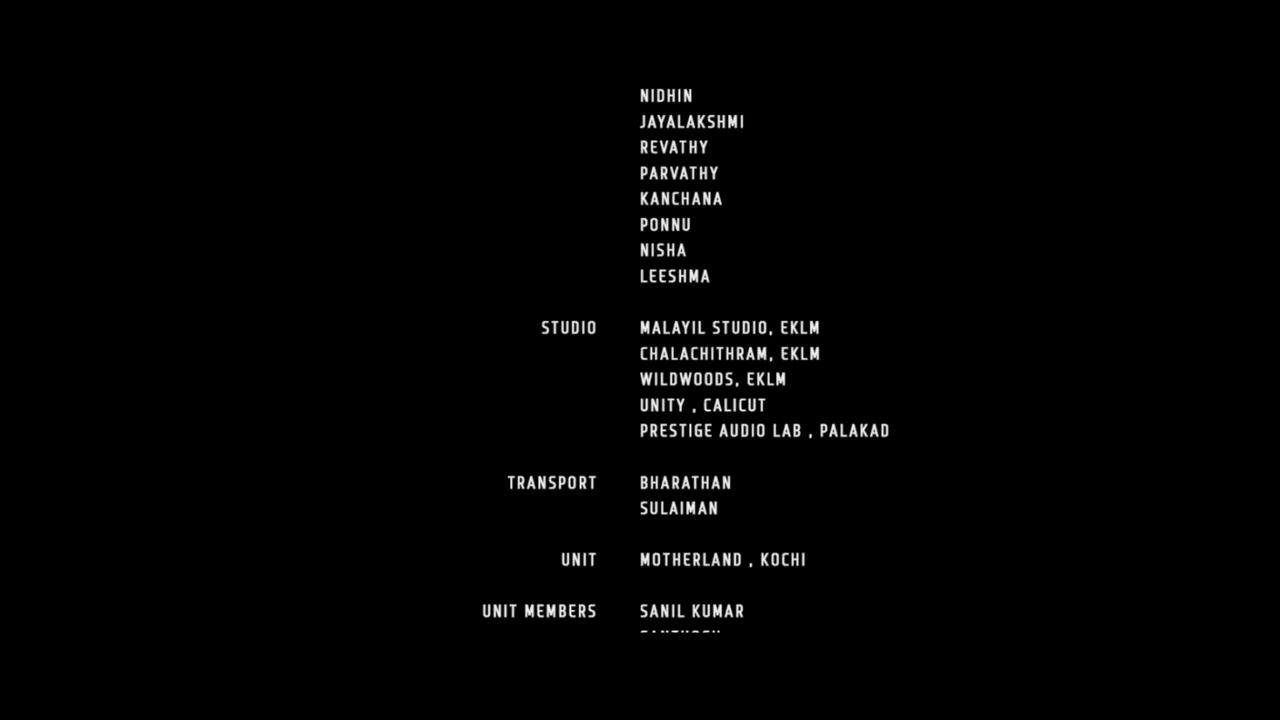 NIDHIN
JAYALAKSHMI
REVATHY
PARVATHY
KANCHANA
PONNU
NISHA
LEESHMA
STUDIO MALAYIL STUDIO, EKLM
CHALACHITHRAM, EKLM
WILDWOODS, EKLM
UNITY , CALICUT
PRESTIGE AUDIO LAB , PALAKAD
TRANSPORT BHARATHAN
SULAIMAN
UNIT MOTHERLAND , KOCHI
UNIT MEMBERS SANIL KUMAR